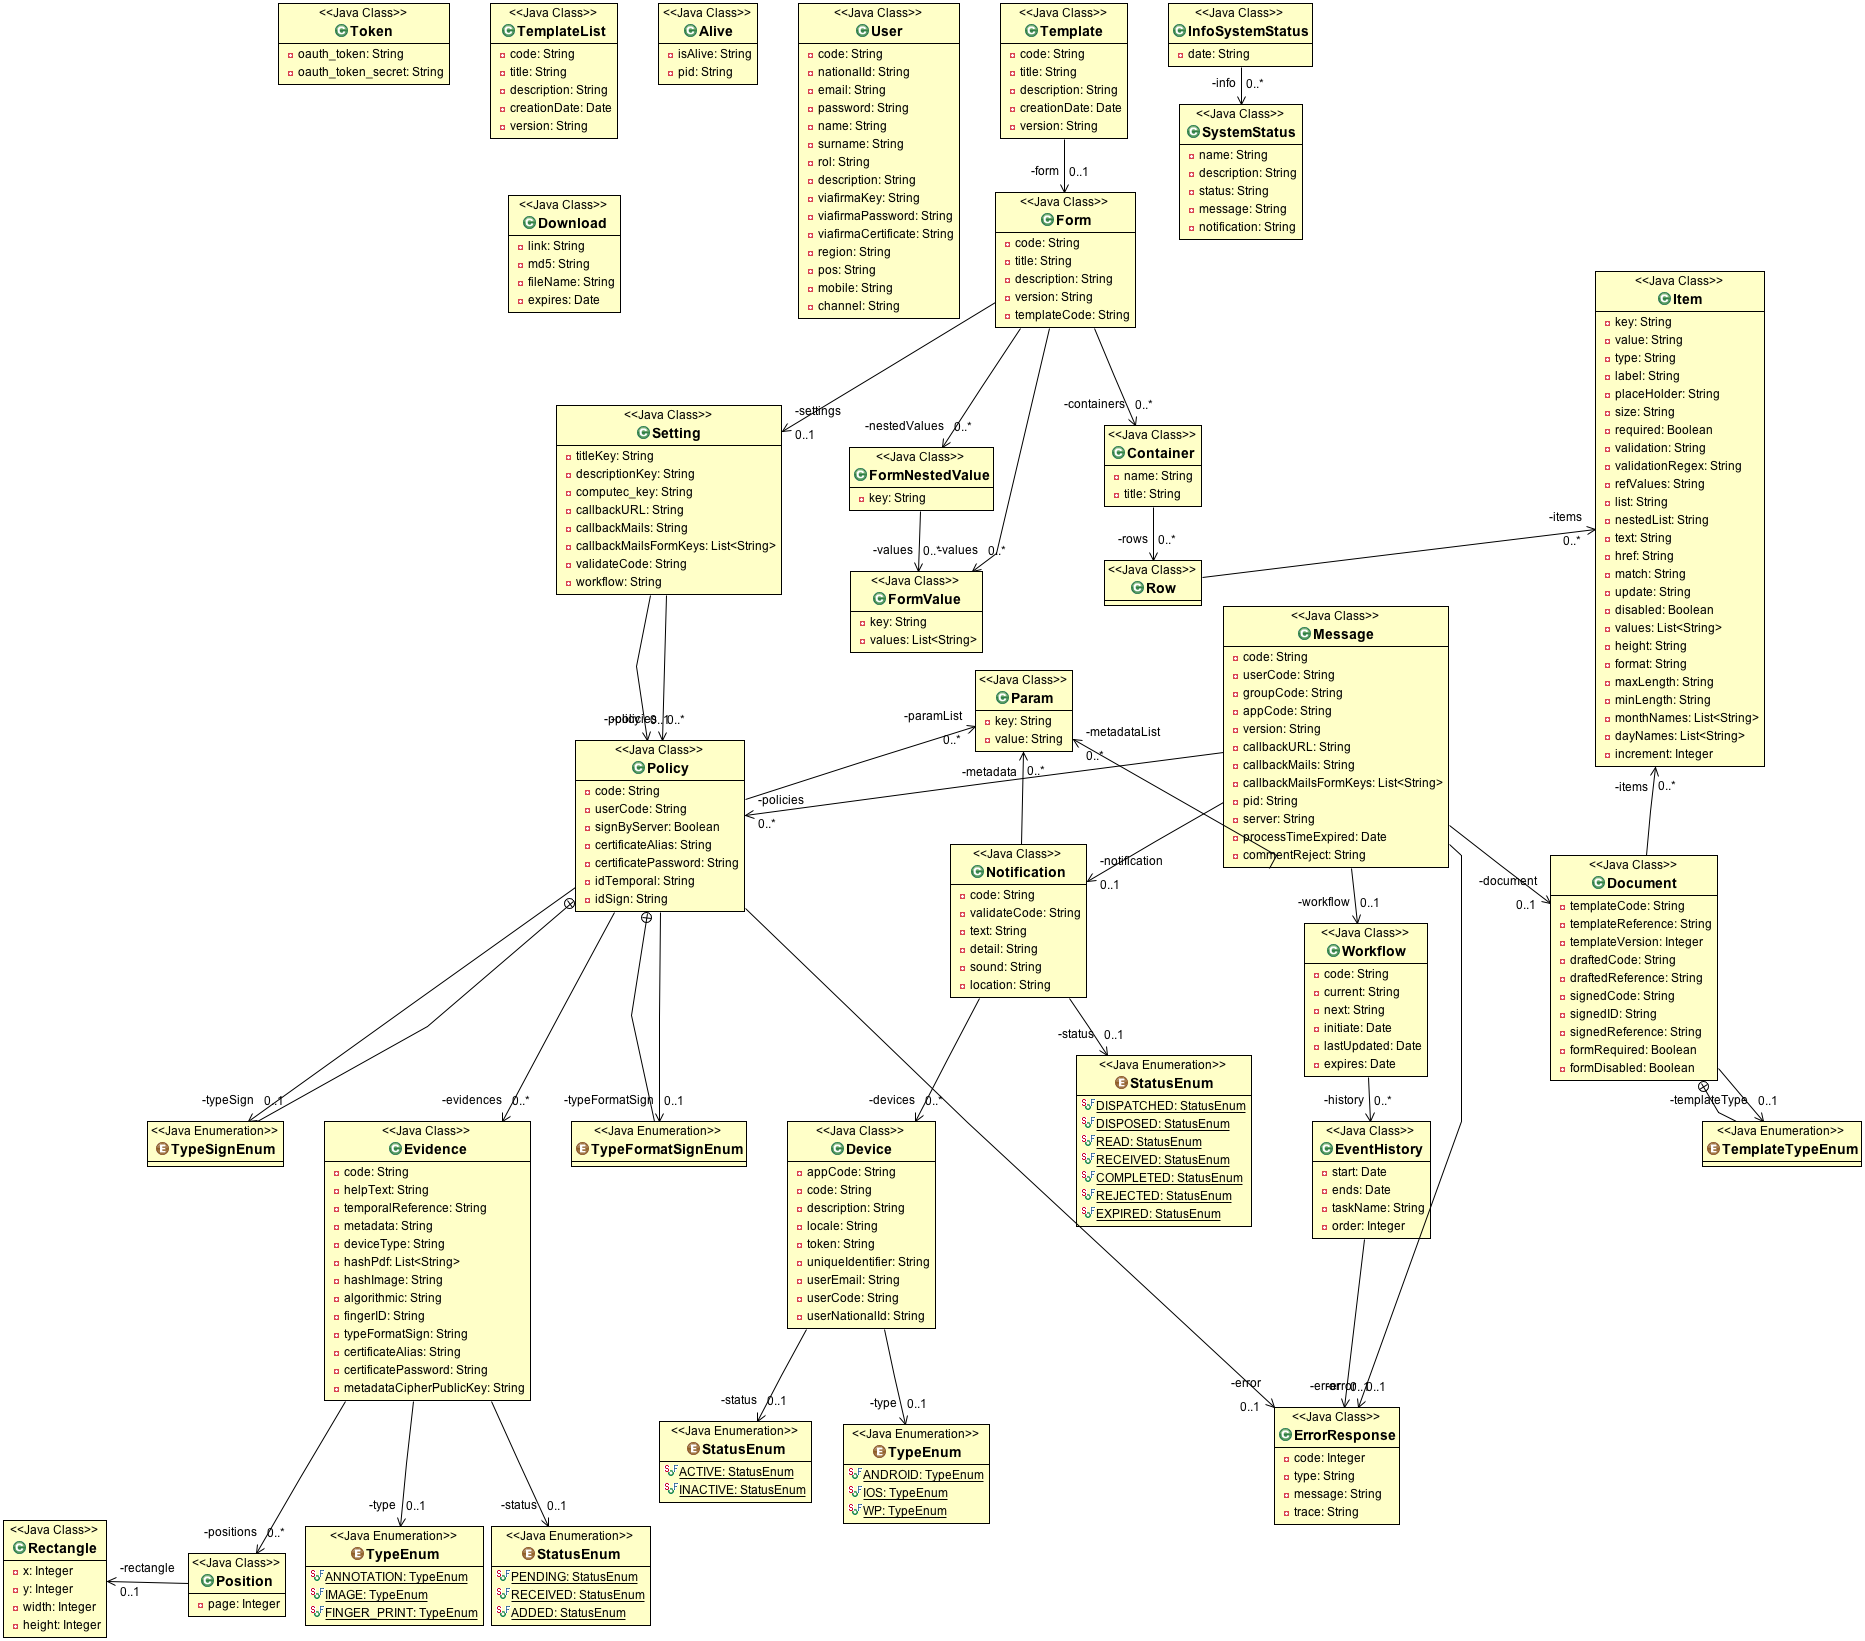 <<Java Class>>
Token
oauth_token: String
oauth_token_secret: String
<<Java Class>>
TemplateList
code: String
title: String
description: String
creationDate: Date
version: String
<<Java Class>>
Alive
isAlive: String
pid: String
<<Java Class>>
User
code: String
nationalId: String
email: String
password: String
name: String
surname: String
rol: String
description: String
viafirmaKey: String
viafirmaPassword: String
viafirmaCertificate: String
region: String
pos: String
mobile: String
channel: String
<<Java Class>>
Template
code: String
title: String
description: String
creationDate: Date
version: String
<<Java Class>>
InfoSystemStatus
date: String
-info 0..*
<<Java Class>>
SystemStatus
name: String
description: String
status: String
message: String
notification: String
-form 0..1
<<Java Class>>
Download
link: String
md5: String
fileName: String
expires: Date
<<Java Class>>
Form
code: String
title: String
description: String
version: String
templateCode: String
<<Java Class>>
Item
key: String
value: String
type: String
label: String
placeHolder: String
size: String
required: Boolean
validation: String
validationRegex: String
refValues: String
list: String
nestedList: String
text: String
href: String
match: String
update: String
disabled: Boolean
values: List<String>
height: String
format: String
maxLength: String
minLength: String
monthNames: List<String>
dayNames: List<String>
increment: Integer
-settings
0..1
-nestedValues 0..*
-containers 0..*
<<Java Class>>
Setting
titleKey: String
descriptionKey: String
computec_key: String
callbackURL: String
callbackMails: String
callbackMailsFormKeys: List<String>
validateCode: String
workflow: String
<<Java Class>>
FormNestedValue
key: String
<<Java Class>>
Container
name: String
title: String
-values 0..*
-values 0..*
-rows 0..*
-items
0..*
<<Java Class>>
FormValue
key: String
values: List<String>
<<Java Class>>
Row
<<Java Class>>
Message
code: String
userCode: String
groupCode: String
appCode: String
version: String
callbackURL: String
callbackMails: String
callbackMailsFormKeys: List<String>
pid: String
server: String
processTimeExpired: Date
commentReject: String
<<Java Class>>
Param
key: String
value: String
-policies 0..*
-policy 0..1
-paramList
0..*
-metadataList
0..*
-metadata 0..*
-policies
0..*
<<Java Class>>
Policy
code: String
userCode: String
signByServer: Boolean
certificateAlias: String
certificatePassword: String
idTemporal: String
idSign: String
-items 0..*
-notification
0..1
-document
0..1
-workflow 0..1
<<Java Class>>
Notification
code: String
validateCode: String
text: String
detail: String
sound: String
location: String
<<Java Class>>
Document
templateCode: String
templateReference: String
templateVersion: Integer
draftedCode: String
draftedReference: String
signedCode: String
signedID: String
signedReference: String
formRequired: Boolean
formDisabled: Boolean
<<Java Class>>
Workflow
code: String
current: String
next: String
initiate: Date
lastUpdated: Date
expires: Date
-status 0..1
<<Java Enumeration>>
StatusEnum
DISPATCHED: StatusEnum
DISPOSED: StatusEnum
READ: StatusEnum
RECEIVED: StatusEnum
COMPLETED: StatusEnum
REJECTED: StatusEnum
EXPIRED: StatusEnum
-typeSign 0..1
-evidences 0..*
-typeFormatSign 0..1
-devices 0..*
-history 0..*
-templateType 0..1
<<Java Enumeration>>
TypeSignEnum
<<Java Class>>
Evidence
code: String
helpText: String
temporalReference: String
metadata: String
deviceType: String
hashPdf: List<String>
hashImage: String
algorithmic: String
fingerID: String
typeFormatSign: String
certificateAlias: String
certificatePassword: String
metadataCipherPublicKey: String
<<Java Enumeration>>
TypeFormatSignEnum
<<Java Class>>
Device
appCode: String
code: String
description: String
locale: String
token: String
uniqueIdentifier: String
userEmail: String
userCode: String
userNationalId: String
<<Java Class>>
EventHistory
start: Date
ends: Date
taskName: String
order: Integer
<<Java Enumeration>>
TemplateTypeEnum
-status 0..1
-type 0..1
-error
0..1
-error 0..1
-error 0..1
<<Java Enumeration>>
StatusEnum
ACTIVE: StatusEnum
INACTIVE: StatusEnum
<<Java Enumeration>>
TypeEnum
ANDROID: TypeEnum
IOS: TypeEnum
WP: TypeEnum
<<Java Class>>
ErrorResponse
code: Integer
type: String
message: String
trace: String
-positions 0..*
-type 0..1
-status 0..1
<<Java Class>>
Rectangle
x: Integer
y: Integer
width: Integer
height: Integer
-rectangle
0..1
<<Java Class>>
Position
page: Integer
<<Java Enumeration>>
TypeEnum
ANNOTATION: TypeEnum
IMAGE: TypeEnum
FINGER_PRINT: TypeEnum
<<Java Enumeration>>
StatusEnum
PENDING: StatusEnum
RECEIVED: StatusEnum
ADDED: StatusEnum